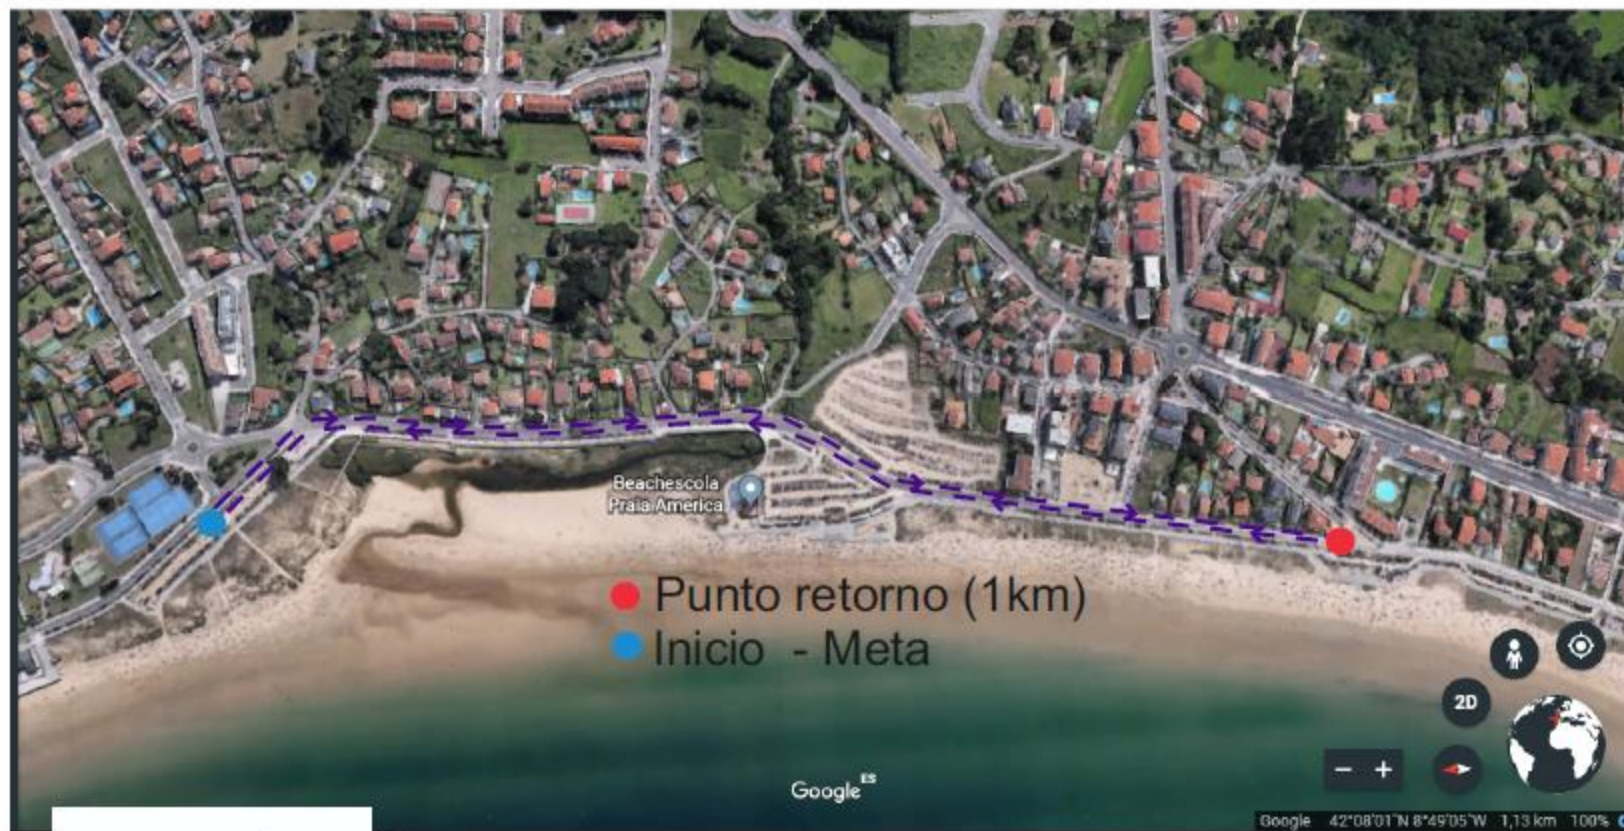 Beachescola
Praia America
Punto retorno (1km)
Inicio - Meta
2D
Google ES
Google 42°08'01"N 8°49'05"W 1,13 km 100%